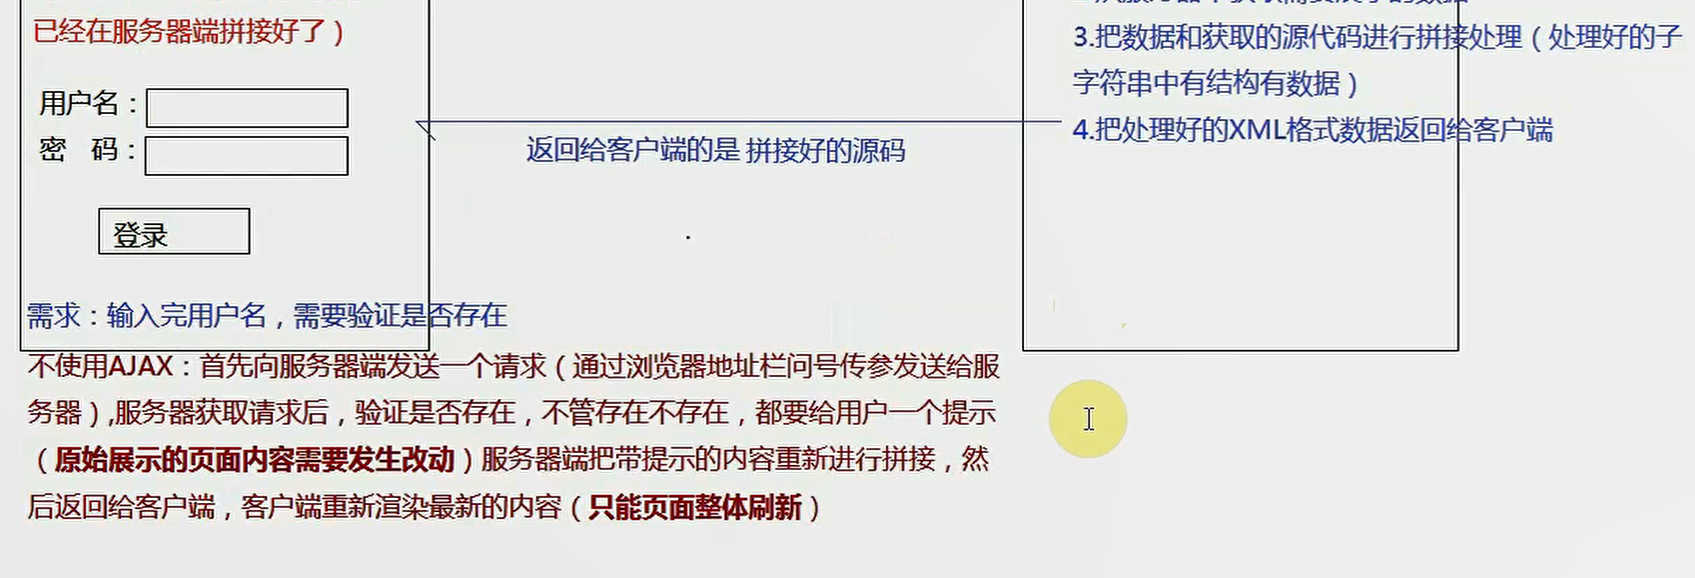 已经在服务器端拼接好了）
用户名：
密 码：
登录
需求：输入完用户名，需要验证是否存在
返回给客户端的是 拼接好的源码
3.把数据和获取的源代码进行拼接处理（处理好的子
字符串中有结构有数据）
4.把处理好的XML格式数据返回给客户端
不使用AJAX：首先向服务器端发送一个请求（通过浏览器地址栏问号传参发送给服
务器）,服务器获取请求后，验证是否存在，不管存在不存在，都要给用户一个提示
（原始展示的页面内容需要发生改动）服务器端把带提示的内容重新进行拼接，然
后返回给客户端，客户端重新渲染最新的内容（只能页面整体刷新）